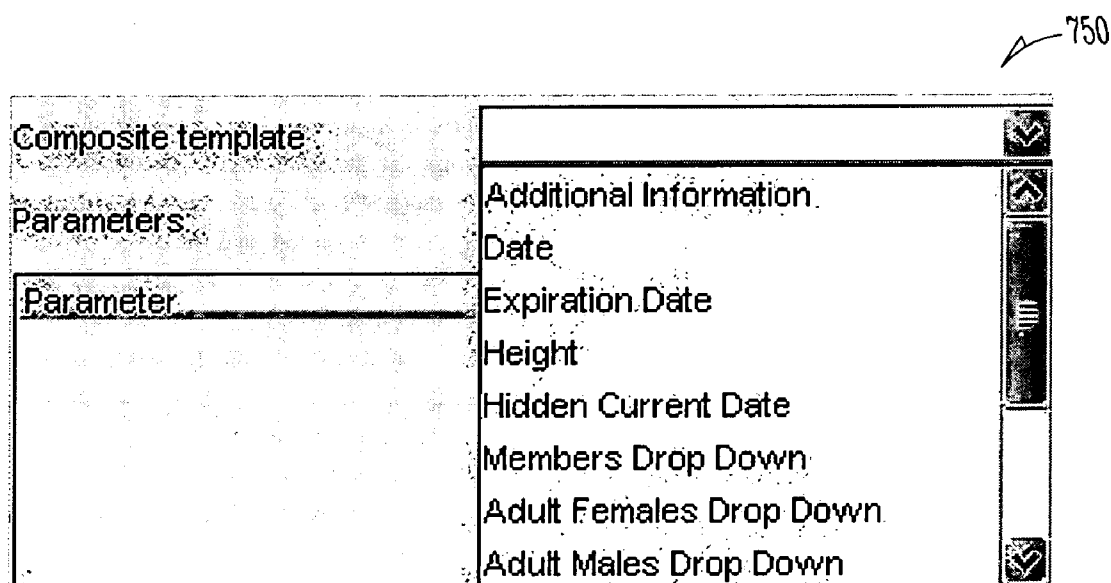 750
Composite template :
Parameters:
Parameter
Additional Information
Date
Expiration Date
Height
Hidden Current Date
Members Drop Down
Adult Females Drop Down
Adult Males Drop Down